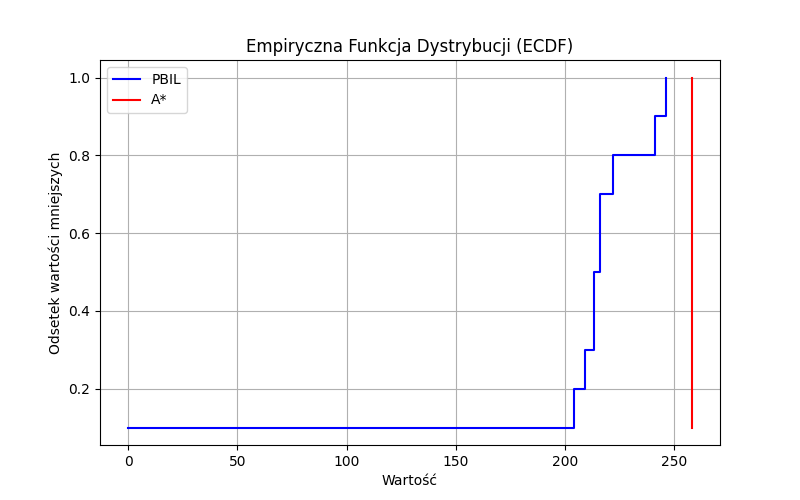 Empiryczna Funkcja Dystrybucji (ECDF)
PBIL
A*
Odsetek wartości mniejszych
1.0
0.8
0.6
0.4
0.2
0
50
100
150
200
250
Wartość